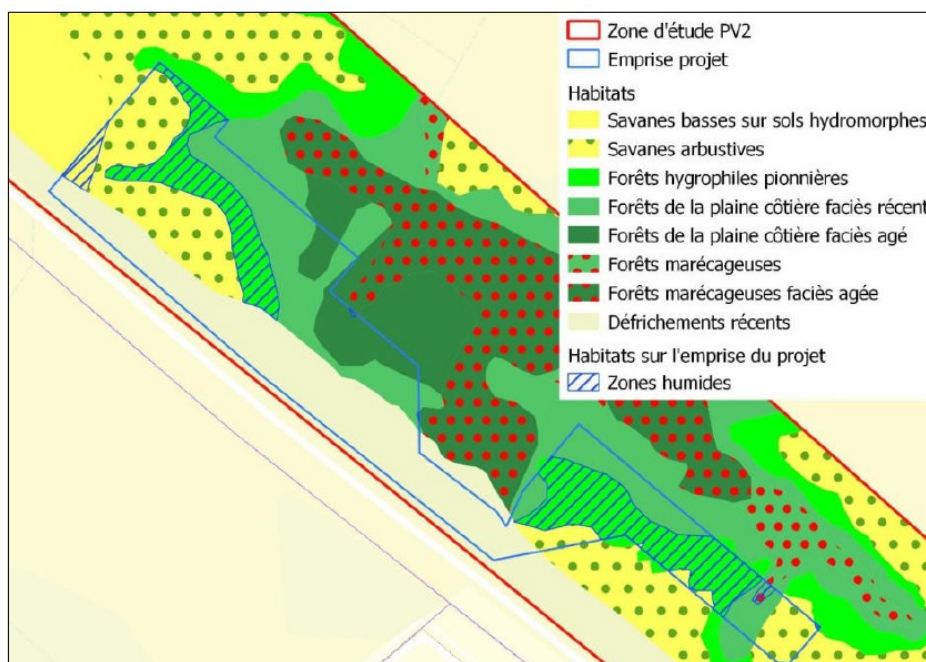 Zone d'étude PV2
Emprise projet
Habitats
Savanes basses sur sols hydromorphes
Savanes arbustives
Forêts hygrophiles pionnières
Forêts de la plaine côtière faciès récent
Forêts de la plaine côtière faciès agé
Forêts marécageuses
Forêts marécageuses faciès agée
Défrichements récents
Habitats sur l'emprise du projet
Zones humides